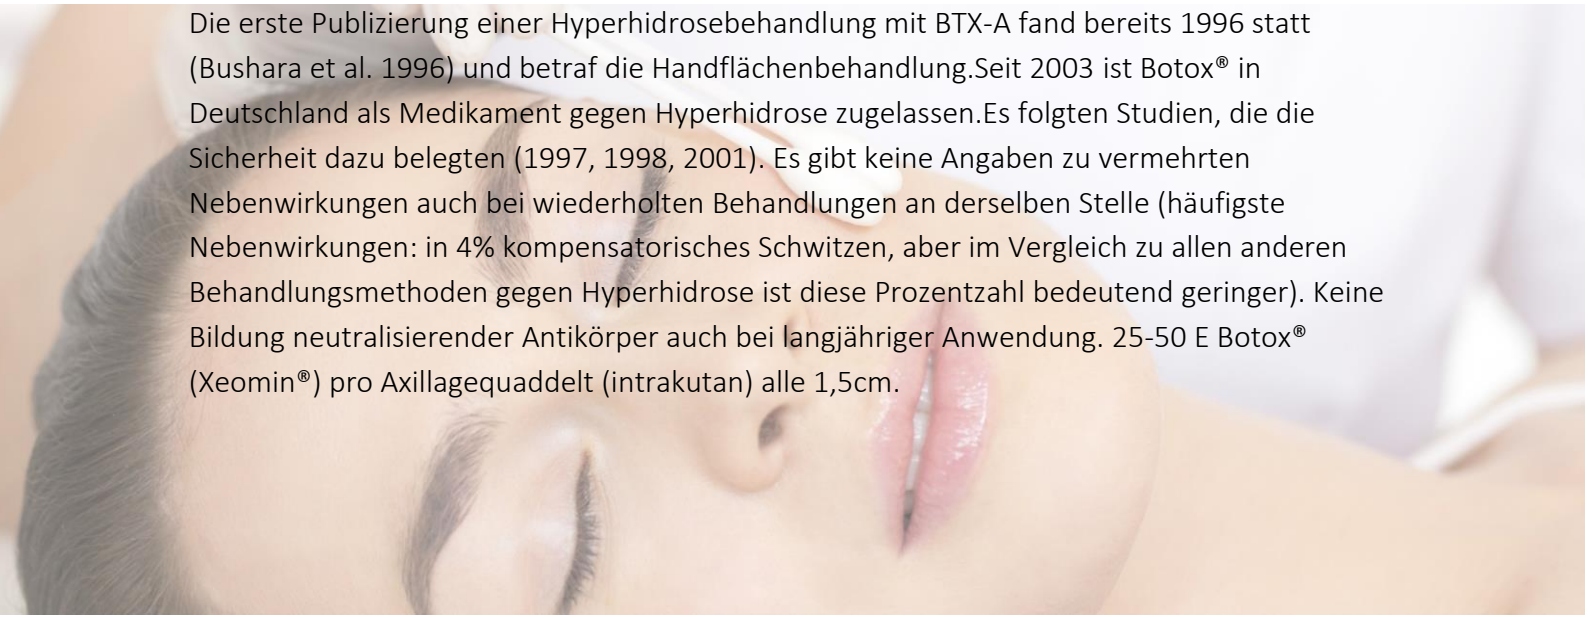 Die erste Publizierung einer Hyperhidrosebehandlung mit BTX-A fand bereits 1996 statt
(Bushara et al. 1996) und betraf die Handflächenbehandlung.Seit 2003 ist Botox® in
Deutschland als Medikament gegen Hyperhidrose zugelassen.Es folgten Studien, die die
Sicherheit dazu belegten (1997, 1998, 2001). Es gibt keine Angaben zu vermehrten
Nebenwirkungen auch bei wiederholten Behandlungen an derselben Stelle (häufigste
Nebenwirkungen: in 4% kompensatorisches Schwitzen, aber im Vergleich zu allen anderen
Behandlungsmethoden gegen Hyperhidrose ist diese Prozentzahl bedeutend geringer). Keine
Bildung neutralisierender Antikörper auch bei langjähriger Anwendung. 25-50 E Botox®
(Xeomin®) pro Axillagequaddelt (intrakutan) alle 1,5cm.